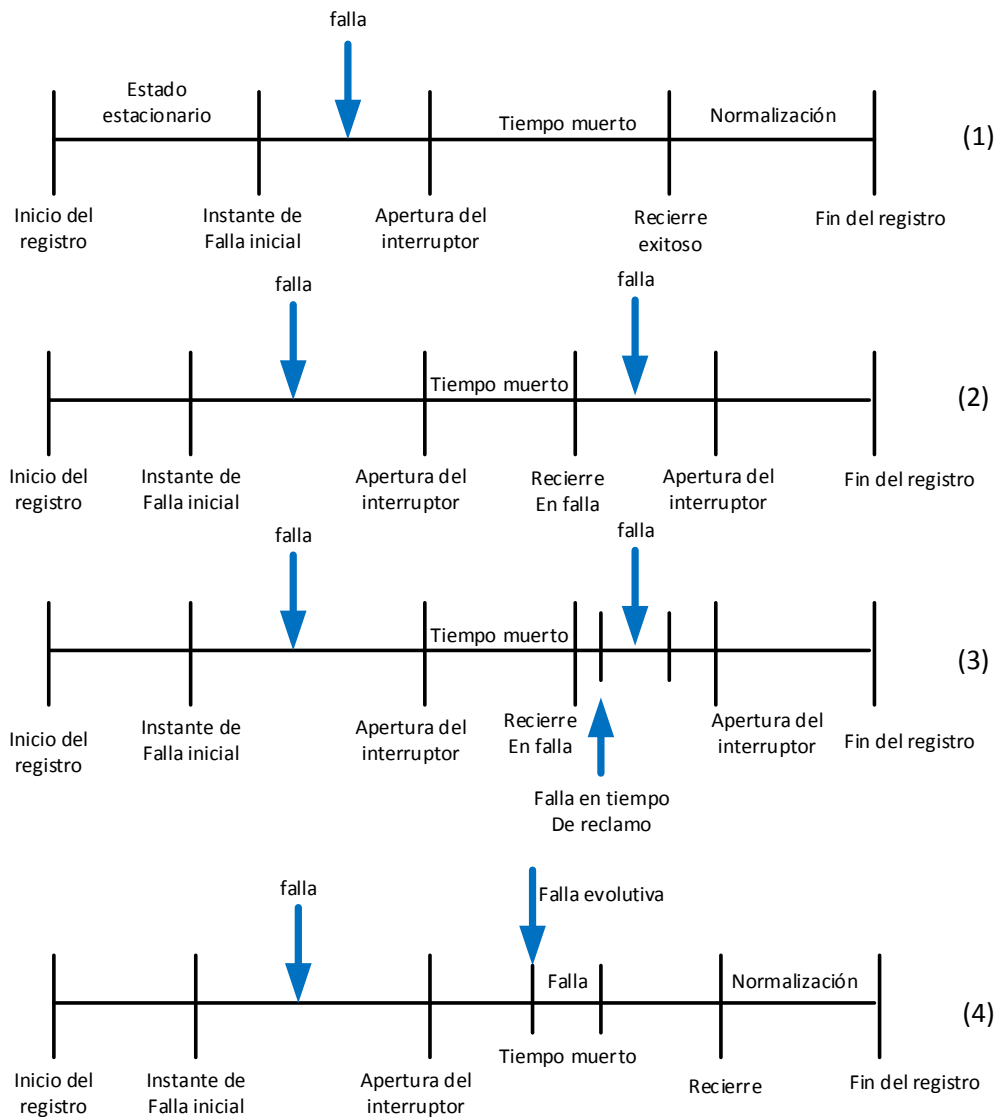 falla
Estado
estacionario
Tiempo muerto
Normalización
(1)
Inicio del
registro
Instante de
Falla inicial
Apertura del
interruptor
Recierre
exitoso
Fin del registro
falla
falla
Tiempo muerto
(2)
Inicio del
registro
Instante de
Falla inicial
Apertura del
interruptor
Recierre
En falla
Apertura del
interruptor
Fin del registro
falla
falla
Tiempo muerto
(3)
Inicio del
registro
Instante de
Falla inicial
Apertura del
interruptor
Recierre
En falla
Apertura del
interruptor
Fin del registro
Falla en tiempo
De reclamo
falla
Falla evolutiva
Falla
Normalización
(4)
Tiempo muerto
Inicio del
registro
Instante de
Falla inicial
Apertura del
interruptor
Recierre
Fin del registro